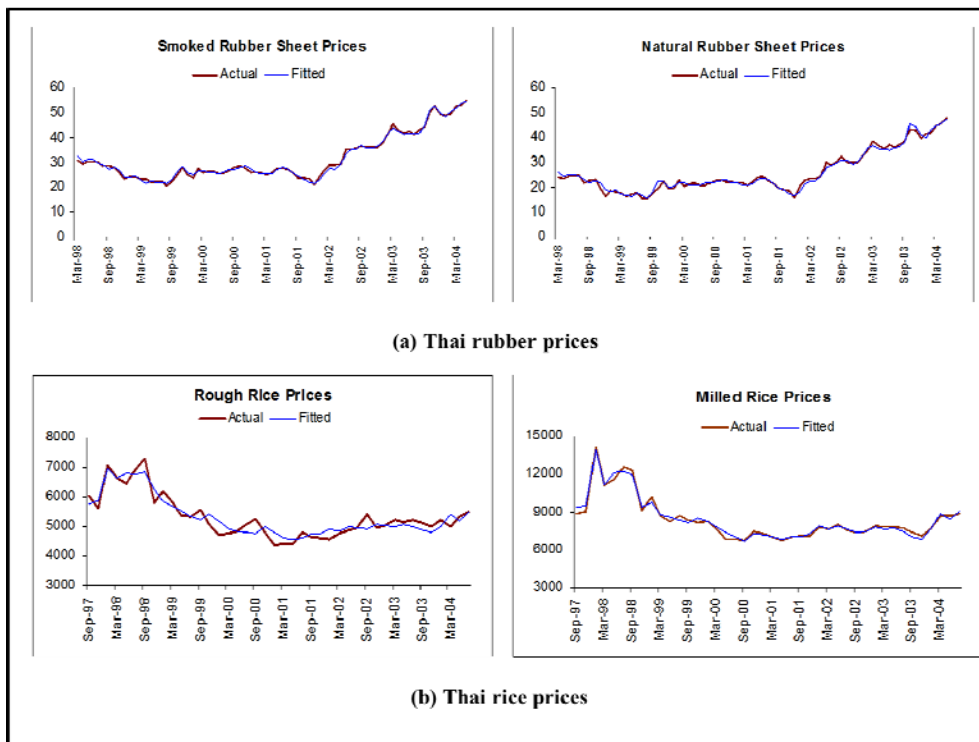 Smoked Rubber Sheet Prices
Actual Fitted
60
50
40
30
20
10
0
Mar-98
Sep-98
Mar-99
Sep-99
Mar-00
Sep-00
Mar-01
Sep-01
Mar-02
Sep-02
Mar-03
Sep-03
Mar-04
Natural Rubber Sheet Prices
Actual Fitted
60
50
40
30
20
10
0
Mar-98
Sep-98
Mar-99
Sep-99
Mar-00
Sep-00
Mar-01
Sep-01
Mar-02
Sep-02
Mar-03
Sep-03
Mar-04
(a) Thai rubber prices
Rough Rice Prices
Actual Fitted
8000
7000
6000
5000
4000
3000
Sep-97
Mar-98
Sep-98
Mar-99
Sep-99
Mar-00
Sep-00
Mar-01
Sep-01
Mar-02
Sep-02
Mar-03
Sep-03
Mar-04
Milled Rice Prices
Actual Fitted
15000
12000
9000
6000
3000
Sep-97
Mar-98
Sep-98
Mar-99
Sep-99
Mar-00
Sep-00
Mar-01
Sep-01
Mar-02
Sep-02
Mar-03
Sep-03
Mar-04
(b) Thai rice prices